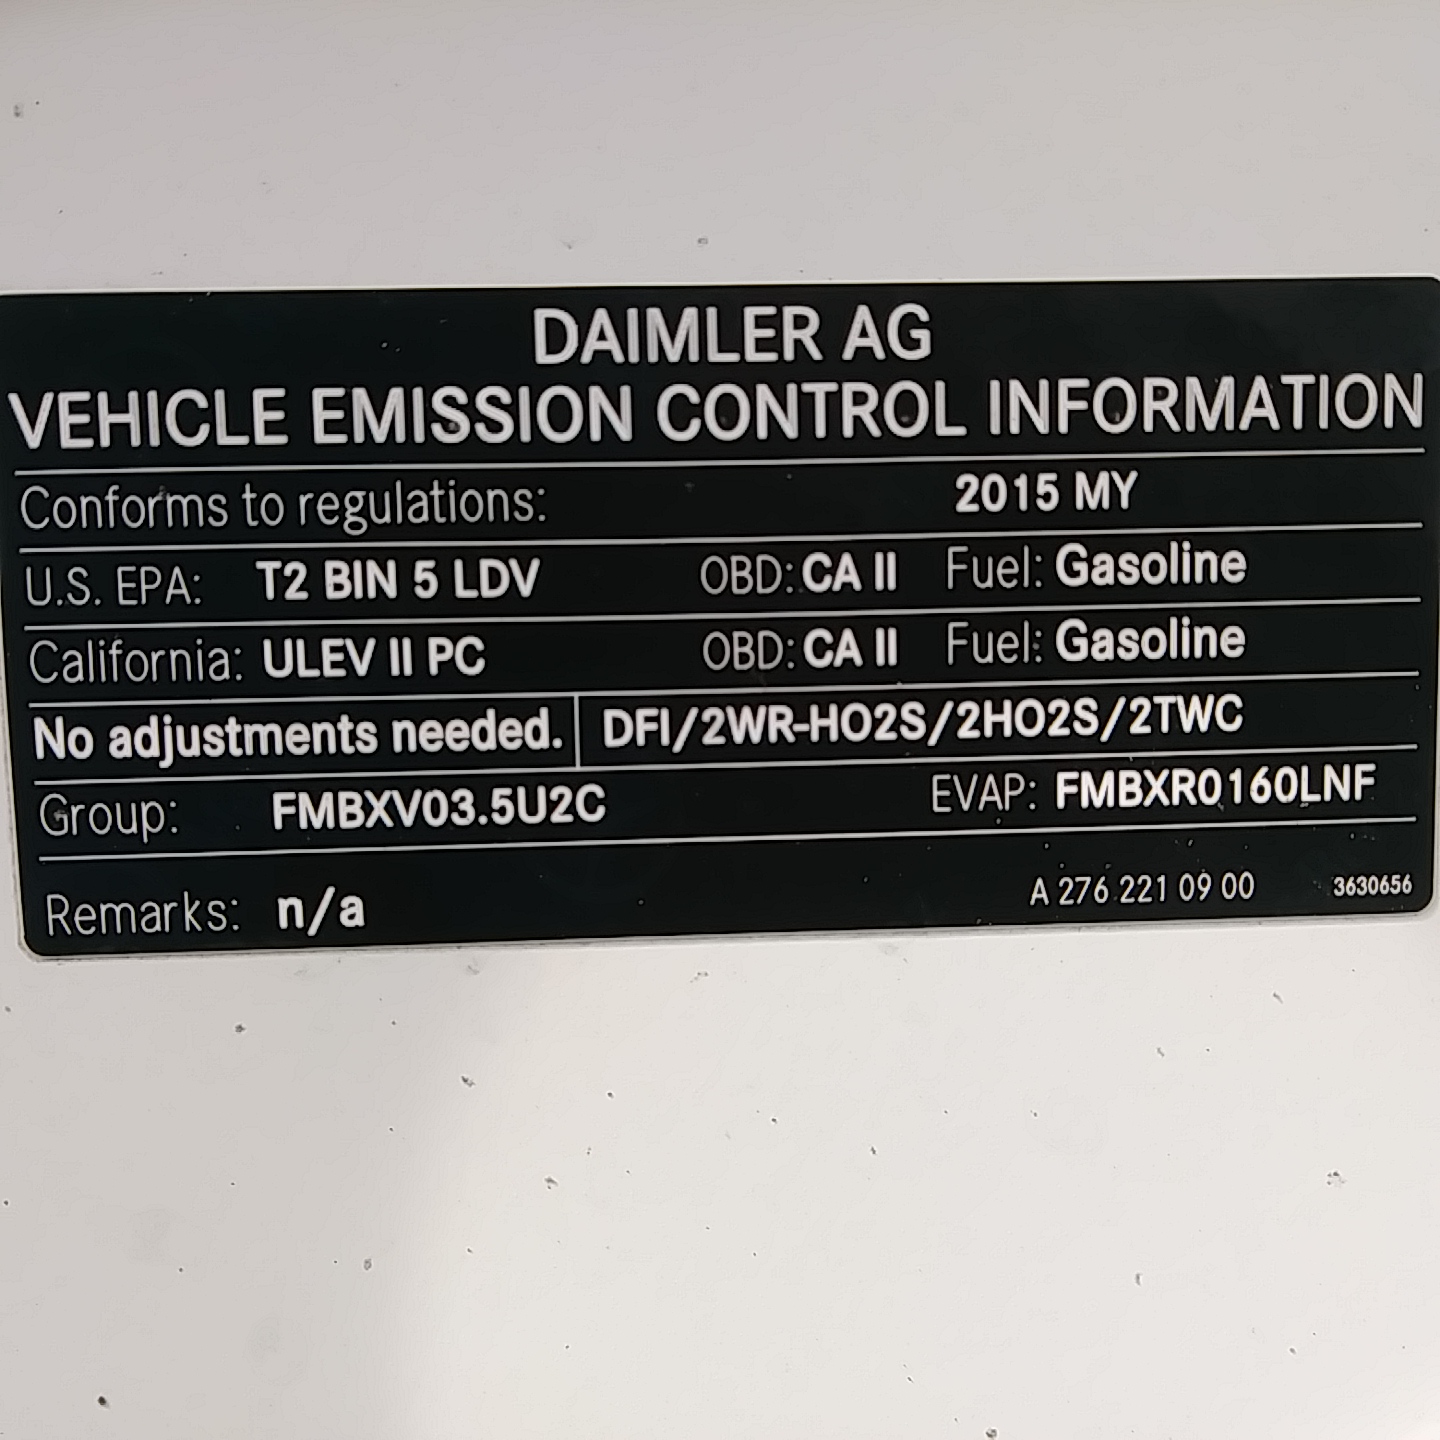 DAIMLER AG
VEHICLE EMISSION CONTROL INFORMATION
Conforms to regulations: 2015 MY
U.S. EPA: T2 BIN 5 LDV OBD: CA II Fuel: Gasoline
California: ULEV II PC OBD: CA II Fuel: Gasoline
No adjustments needed. DFI/2WR-HO2S/2HO2S/2TWC
Group: FMBXV03.5U2C EVAP: FMBXR0160LNF
Remarks: n/a A 276 221 09 00 3630656